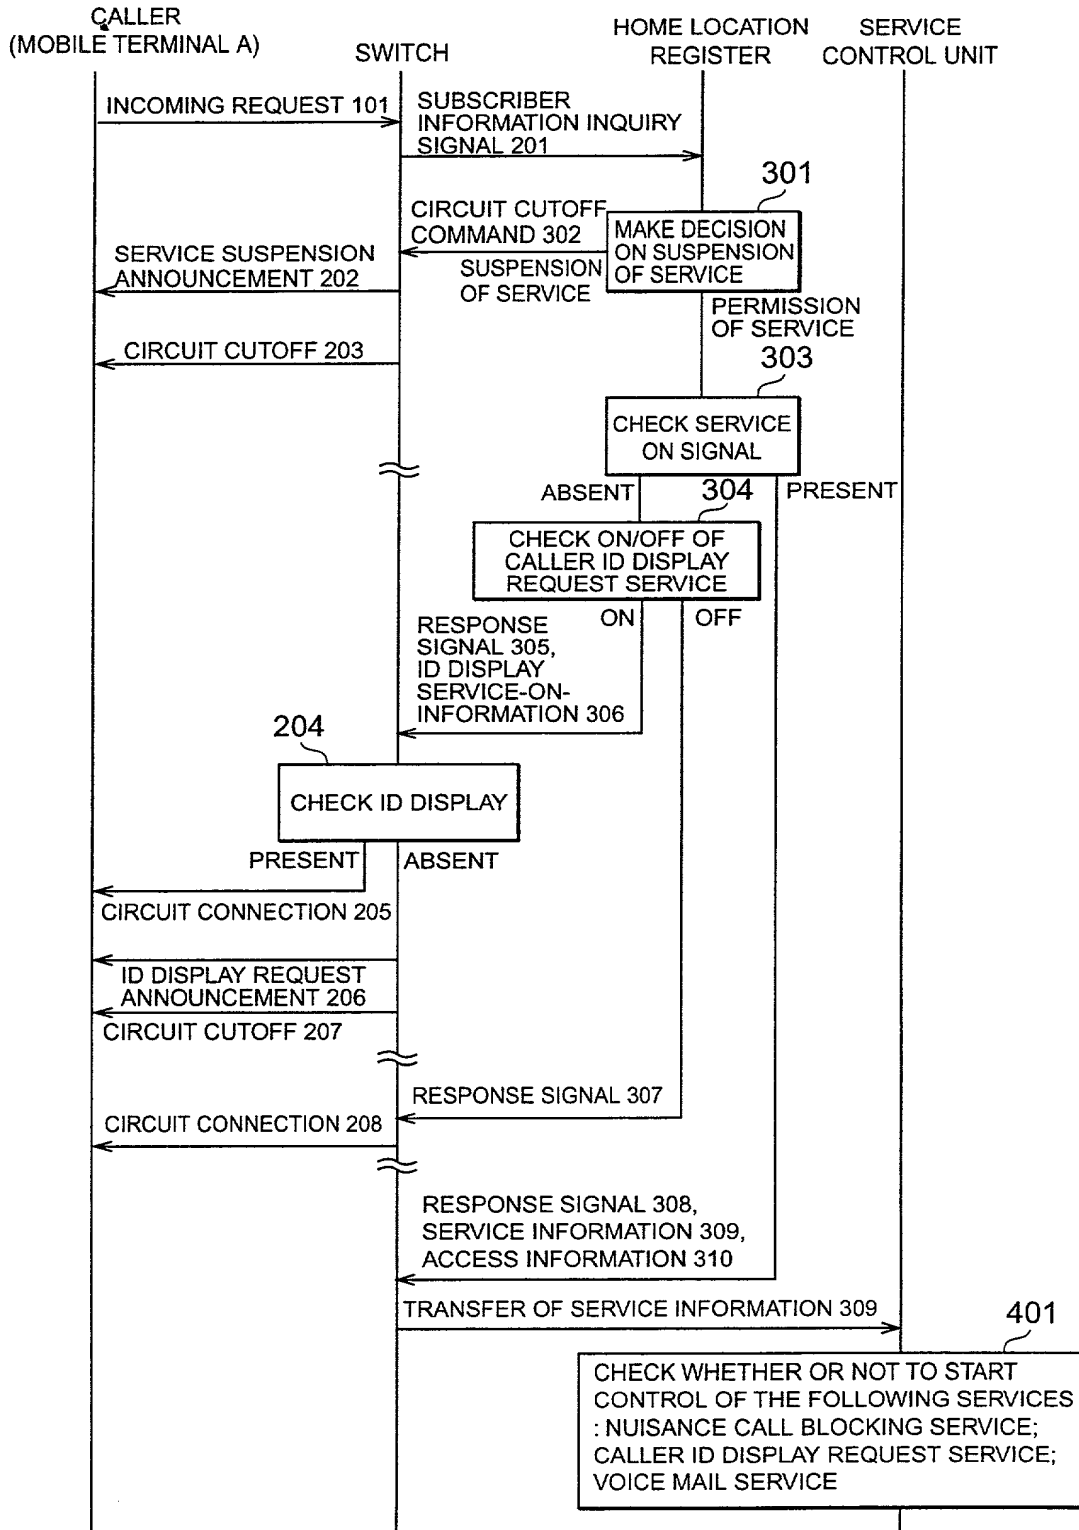 CALLER
(MOBILE TERMINAL A)
SWITCH
HOME LOCATION
REGISTER
SERVICE
CONTROL UNIT
INCOMING REQUEST 101
SUBSCRIBER
INFORMATION INQUIRY
SIGNAL 201
301
CIRCUIT CUTOFF
COMMAND 302
MAKE DECISION
ON SUSPENSION
OF SERVICE
SERVICE SUSPENSION
ANNOUNCEMENT 202
SUSPENSION
OF SERVICE
PERMISSION
OF SERVICE
CIRCUIT CUTOFF 203
303
CHECK SERVICE
ON SIGNAL
ABSENT
304
PRESENT
CHECK ON/OFF OF
CALLER ID DISPLAY
REQUEST SERVICE
ON
OFF
RESPONSE
SIGNAL 305,
ID DISPLAY
SERVICE-ON-
INFORMATION 306
204
CHECK ID DISPLAY
PRESENT
ABSENT
CIRCUIT CONNECTION 205
ID DISPLAY REQUEST
ANNOUNCEMENT 206
CIRCUIT CUTOFF 207
RESPONSE SIGNAL 307
CIRCUIT CONNECTION 208
RESPONSE SIGNAL 308,
SERVICE INFORMATION 309,
ACCESS INFORMATION 310
TRANSFER OF SERVICE INFORMATION 309
401
CHECK WHETHER OR NOT TO START
CONTROL OF THE FOLLOWING SERVICES
: NUISANCE CALL BLOCKING SERVICE;
CALLER ID DISPLAY REQUEST SERVICE;
VOICE MAIL SERVICE